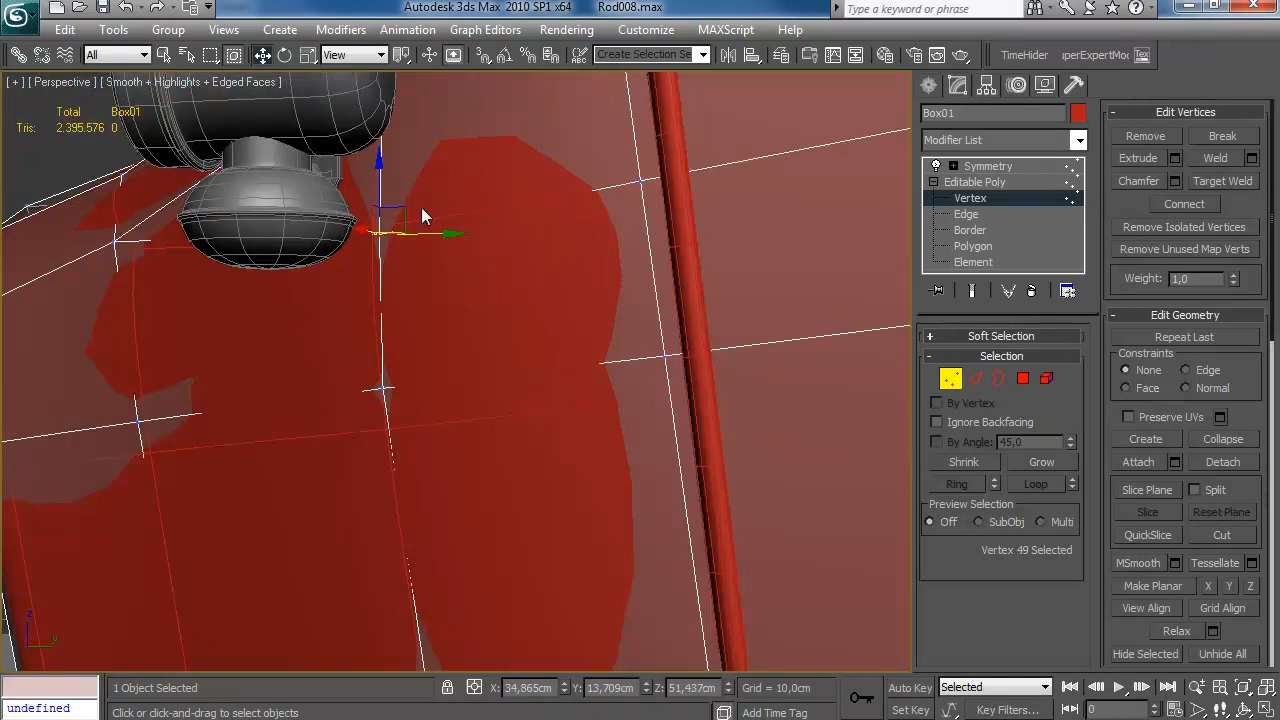 Autodesk 3ds Max 2010 SP1 x64 Rod008.max
Type a keyword or phrase
Edit Tools Group Views Create Modifiers Animation Graph Editors Rendering Customize MAXScript Help
All View Create Selection Se TimeHider perExpertMoc Tex
[ + ] [ Perspective ] [ Smooth + Highlights + Edged Faces ]
Total Box01
Tris: 2.395.576 0
Box01
Modifier List
Symmetry
Editable Poly
Vertex
Edge
Border
Polygon
Element
Soft Selection
Selection
By Vertex
Ignore Backfacing
By Angle: 45,0
Shrink Grow
Ring Loop
Preview Selection
Off SubObj Multi
Vertex 49 Selected
Edit Vertices
Remove Break
Extrude Weld
Chamfer Target Weld
Connect
Remove Isolated Vertices
Remove Unused Map Verts
Weight: 1,0
Edit Geometry
Repeat Last
Constraints
None Edge
Face Normal
Preserve UVs
Create Collapse
Attach Detach
Slice Plane Split
Slice Reset Plane
QuickSlice Cut
MSmooth Tessellate
Make Planar X Y Z
View Align Grid Align
Relax
Hide Selected Unhide All
z
y
1 Object Selected X: 34,865cm Y: 13,709cm Z: 51,437cm Grid = 10,0cm Auto Key Selected
undefined Click or click-and-drag to select objects Add Time Tag Set Key Key Filters... 0